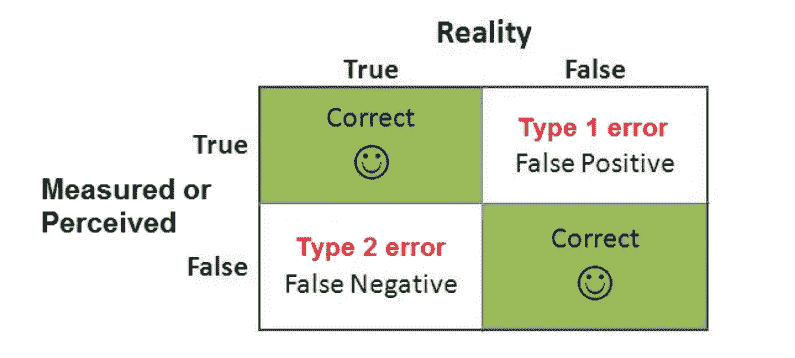 Reality
True False
True
Correct
Type 1 error
False Positive
Measured or
Perceived
False
Type 2 error
False Negative
Correct